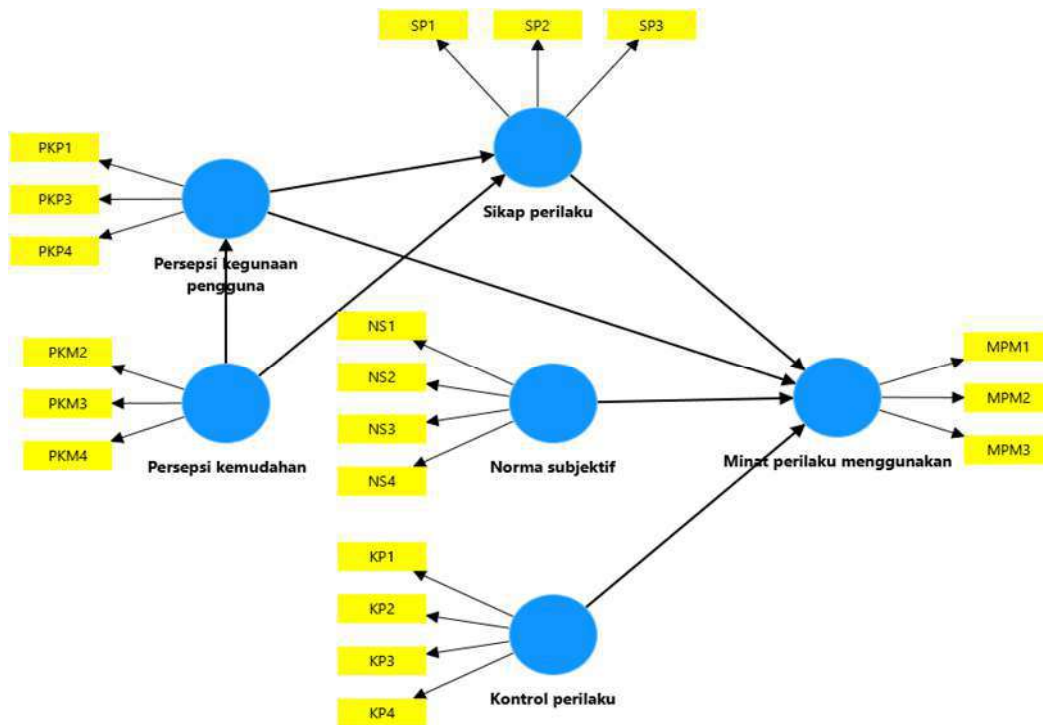 SP1
SP2
SP3
PKP1
PKP3
PKP4
Sikap perilaku
Persepsi kegunaan
pengguna
PKM2
PKM3
PKM4
Persepsi kemudahan
NS1
NS2
NS3
NS4
Norma subjektif
MPM1
MPM2
MPM3
Minat perilaku menggunakan
KP1
KP2
KP3
KP4
Kontrol perilaku